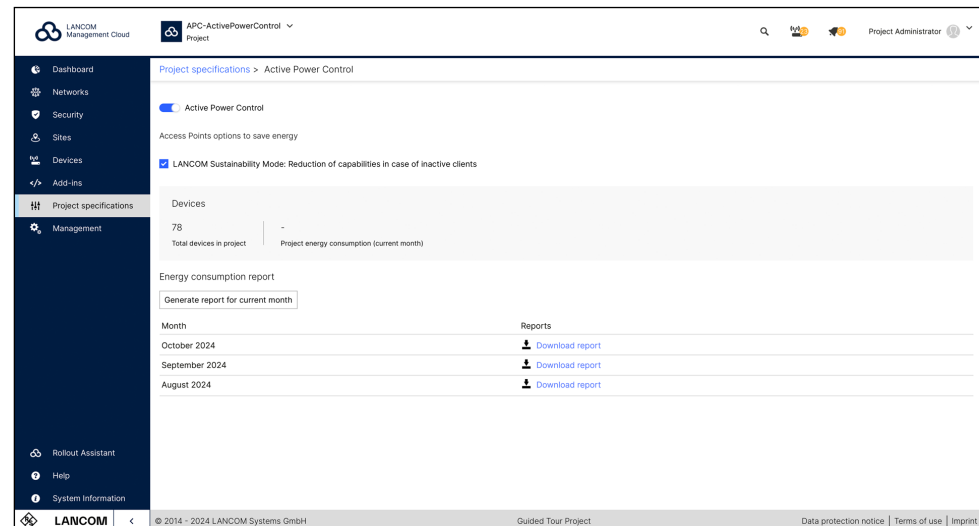 LANCOM
Management Cloud
APC-ActivePowerControl
Project
Project Administrator
Dashboard
Networks
Security
Sites
Devices
Add-ins
Project specifications
Management
Rollout Assistant
Help
System Information
LANCOM
Project specifications > Active Power Control
Active Power Control
Access Points options to save energy
LANCOM Sustainability Mode: Reduction of capabilities in case of inactive clients
Devices
78
-
Total devices in project
Project energy consumption (current month)
Energy consumption report
Generate report for current month
Month Reports
October 2024 Download report
September 2024 Download report
August 2024 Download report
© 2014 - 2024 LANCOM Systems GmbH
Guided Tour Project
Data protection notice | Terms of use | Imprint